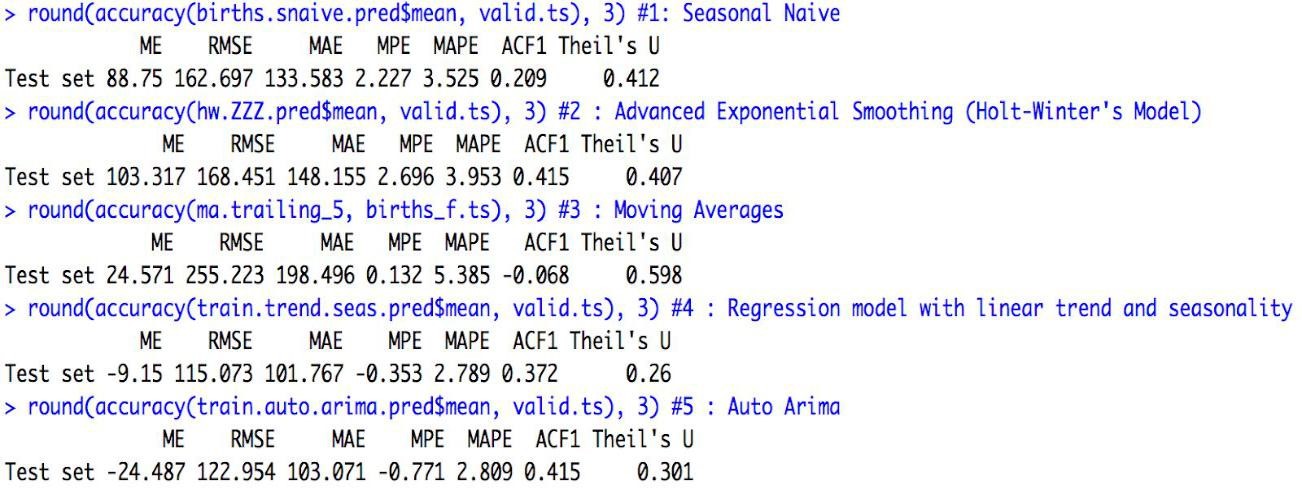 > round(accuracy(births.snaive.pred$mean, valid.ts), 3) #1: Seasonal Naive
ME RMSE MAE MPE MAPE ACF1 Theil's U
Test set 88.75 162.697 133.583 2.227 3.525 0.209 0.412
> round(accuracy(hw.ZZZ.pred$mean, valid.ts), 3) #2 : Advanced Exponential Smoothing (Holt-Winter's Model)
ME RMSE MAE MPE MAPE ACF1 Theil's U
Test set 103.317 168.451 148.155 2.696 3.953 0.415 0.407
> round(accuracy(ma.trailing_5, births_f.ts), 3) #3 : Moving Averages
ME RMSE MAE MPE MAPE ACF1 Theil's U
Test set 24.571 255.223 198.496 0.132 5.385 -0.068 0.598
> round(accuracy(train.trend.seas.pred$mean, valid.ts), 3) #4 : Regression model with linear trend and seasonality
ME RMSE MAE MPE MAPE ACF1 Theil's U
Test set -9.15 115.073 101.767 -0.353 2.789 0.372 0.26
> round(accuracy(train.auto.arima.pred$mean, valid.ts), 3) #5 : Auto Arima
ME RMSE MAE MPE MAPE ACF1 Theil's U
Test set -24.487 122.954 103.071 -0.771 2.809 0.415 0.301